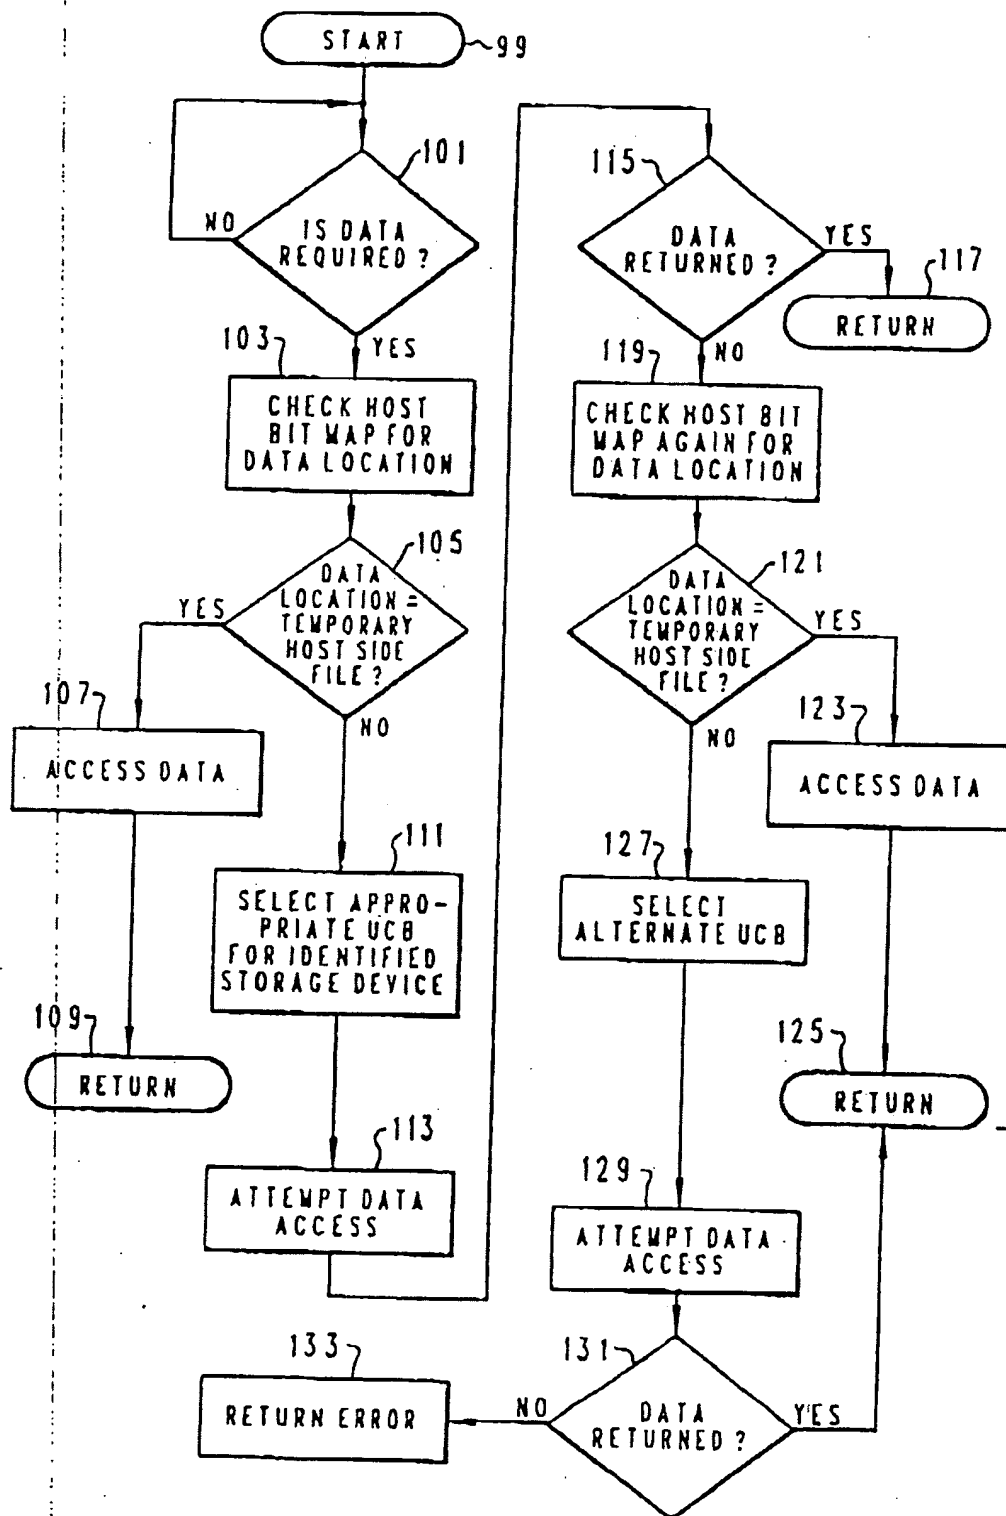 START
99
101
NO
IS DATA
REQUIRED ?
YES
103
CHECK HOST
BIT MAP FOR
DATA LOCATION
105
DATA
LOCATION =
TEMPORARY
HOST SIDE
FILE ?
YES
NO
107
ACCESS DATA
109
RETURN
111
SELECT APPRO-
PRIATE UCB
FOR IDENTIFIED
STORAGE DEVICE
113
ATTEMPT DATA
ACCESS
115
DATA
RETURNED ?
YES
117
RETURN
NO
119
CHECK HOST BIT
MAP AGAIN FOR
DATA LOCATION
121
DATA
LOCATION =
TEMPORARY
HOST SIDE
FILE ?
YES
NO
123
ACCESS DATA
125
RETURN
127
SELECT
ALTERNATE UCB
129
ATTEMPT DATA
ACCESS
131
DATA
RETURNED ?
YES
NO
133
RETURN ERROR